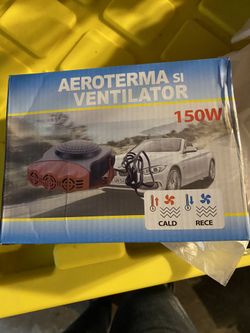 AEROTERMA SI
VENTILATOR
150W
CALD
RECE